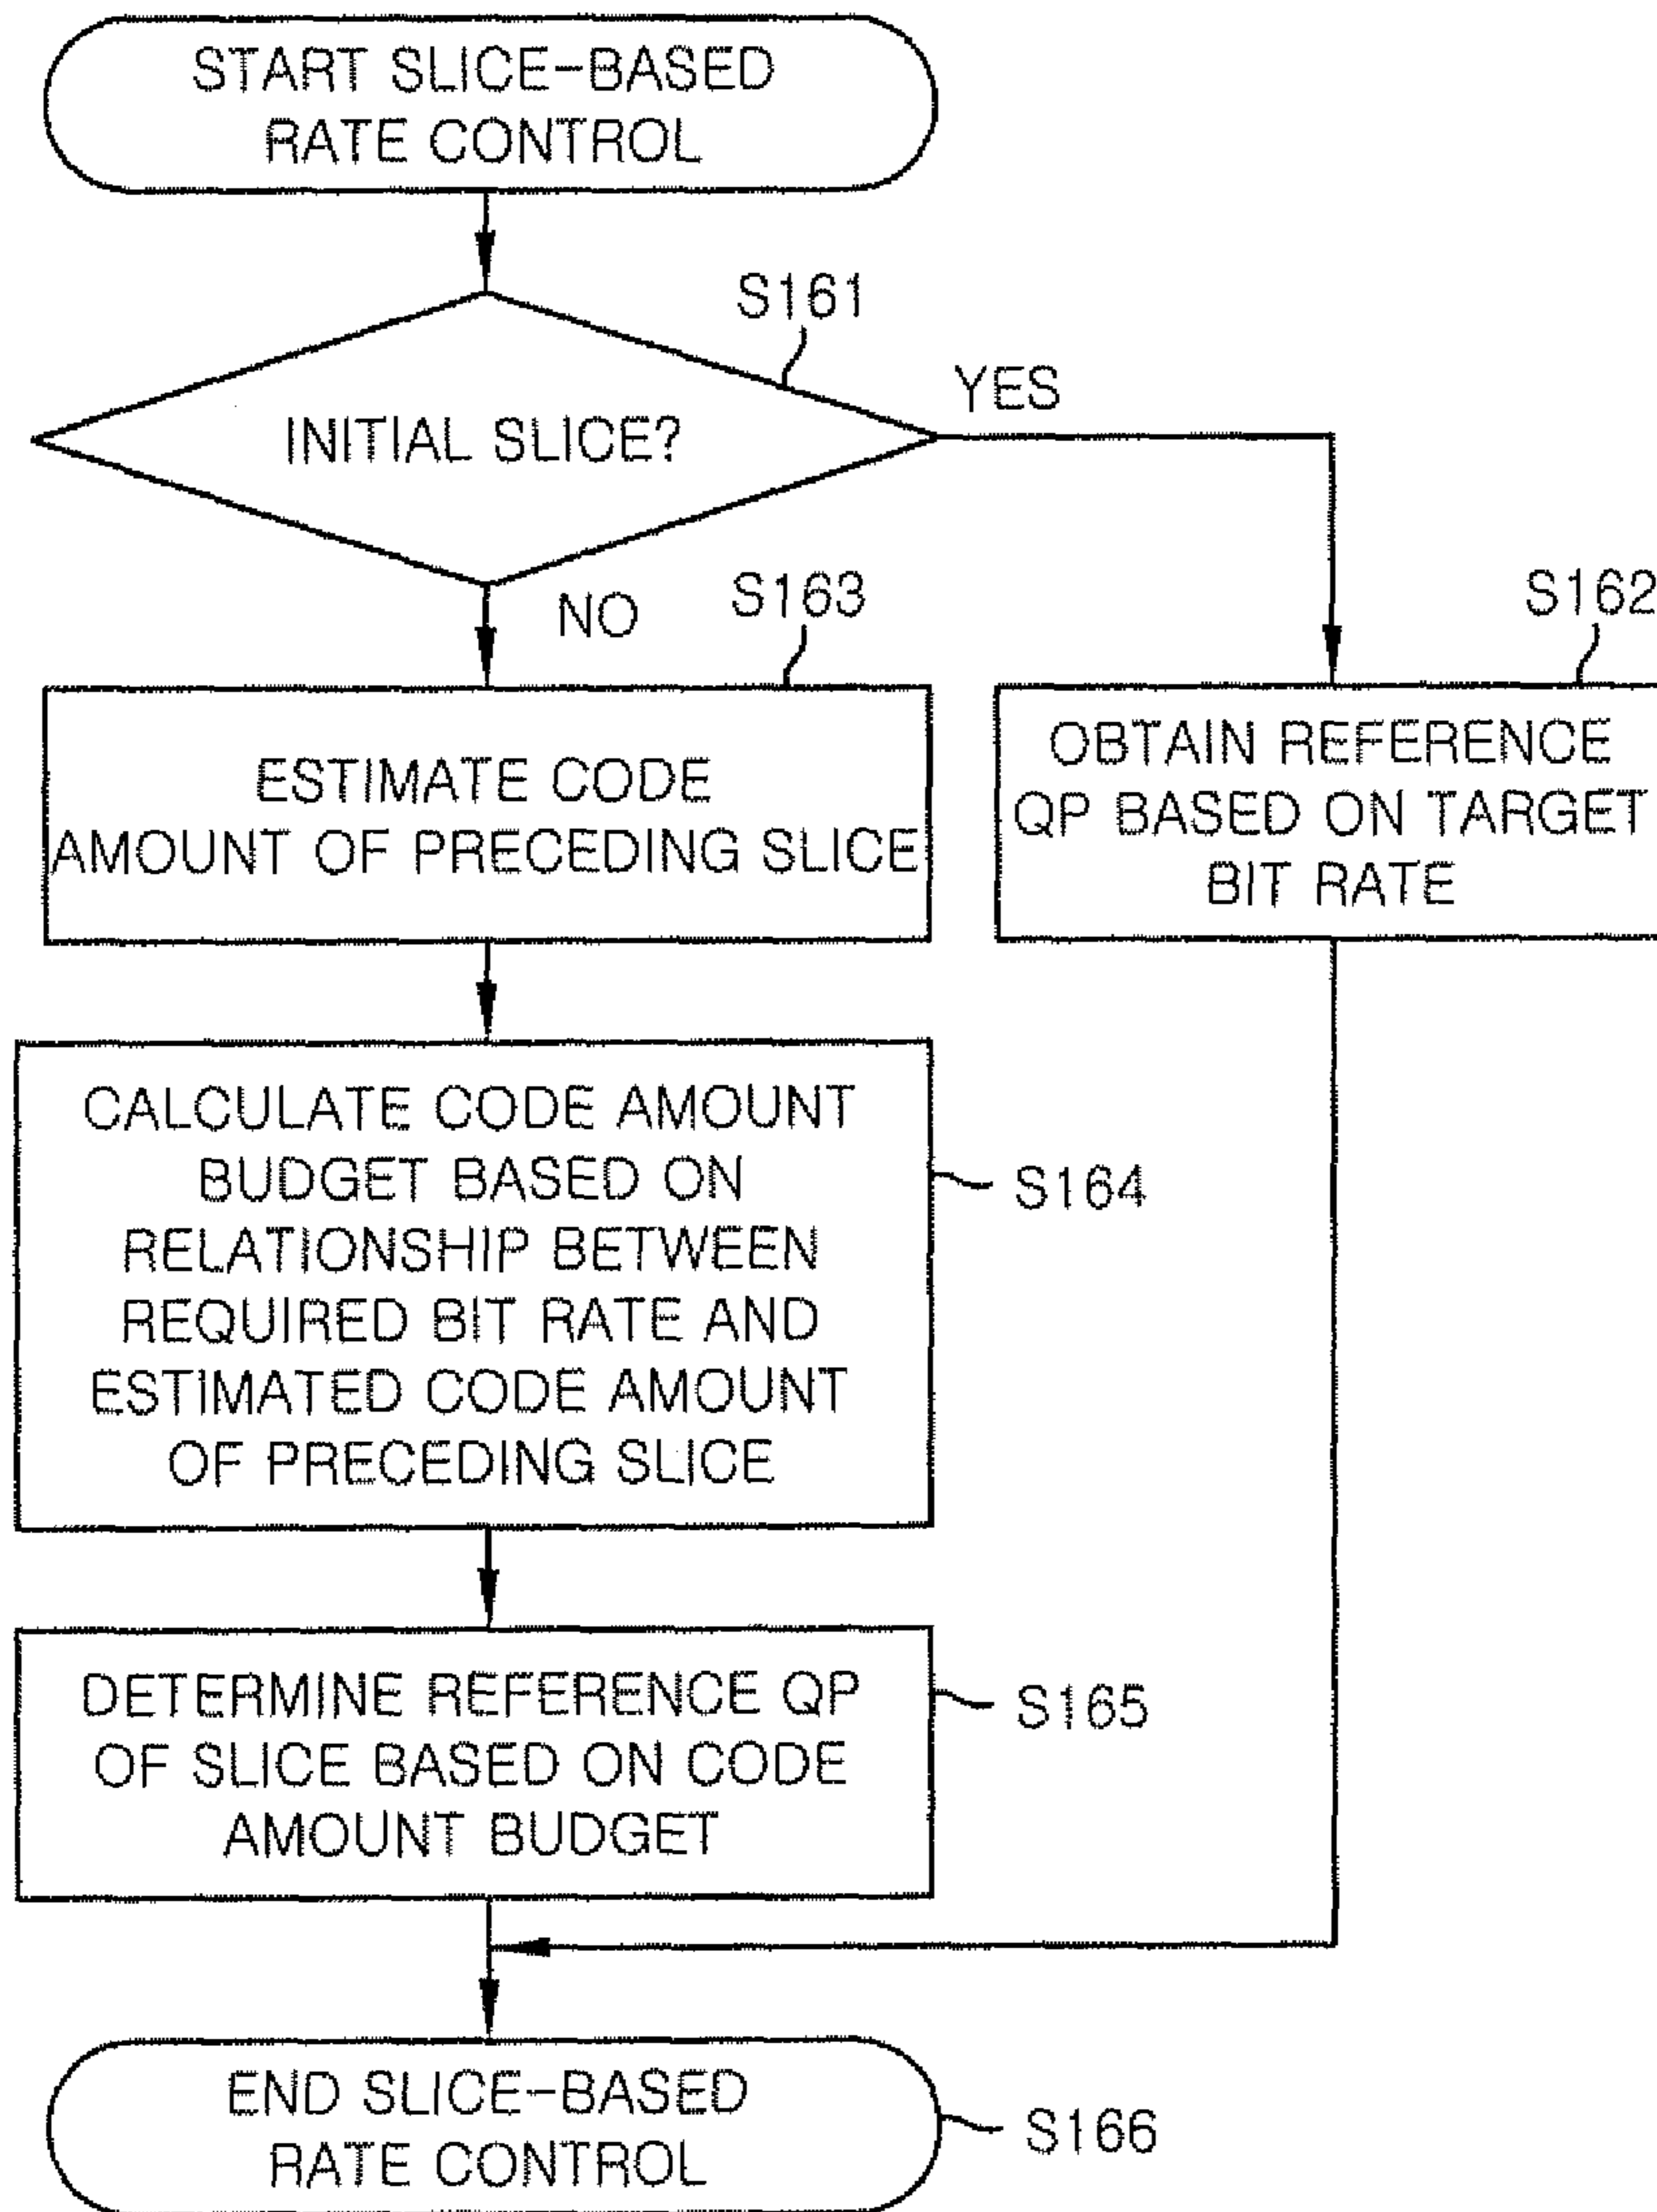 START SLICE-BASED
RATE CONTROL
S161
YES
INITIAL SLICE?
NO
S163
S162
ESTIMATE CODE
AMOUNT OF PRECEDING SLICE
OBTAIN REFERENCE
QP BASED ON TARGET
BIT RATE
CALCULATE CODE AMOUNT
BUDGET BASED ON
RELATIONSHIP BETWEEN
REQUIRED BIT RATE AND
ESTIMATED CODE AMOUNT
OF PRECEDING SLICE
S164
DETERMINE REFERENCE QP
OF SLICE BASED ON CODE
AMOUNT BUDGET
S165
END SLICE-BASED
RATE CONTROL
S166